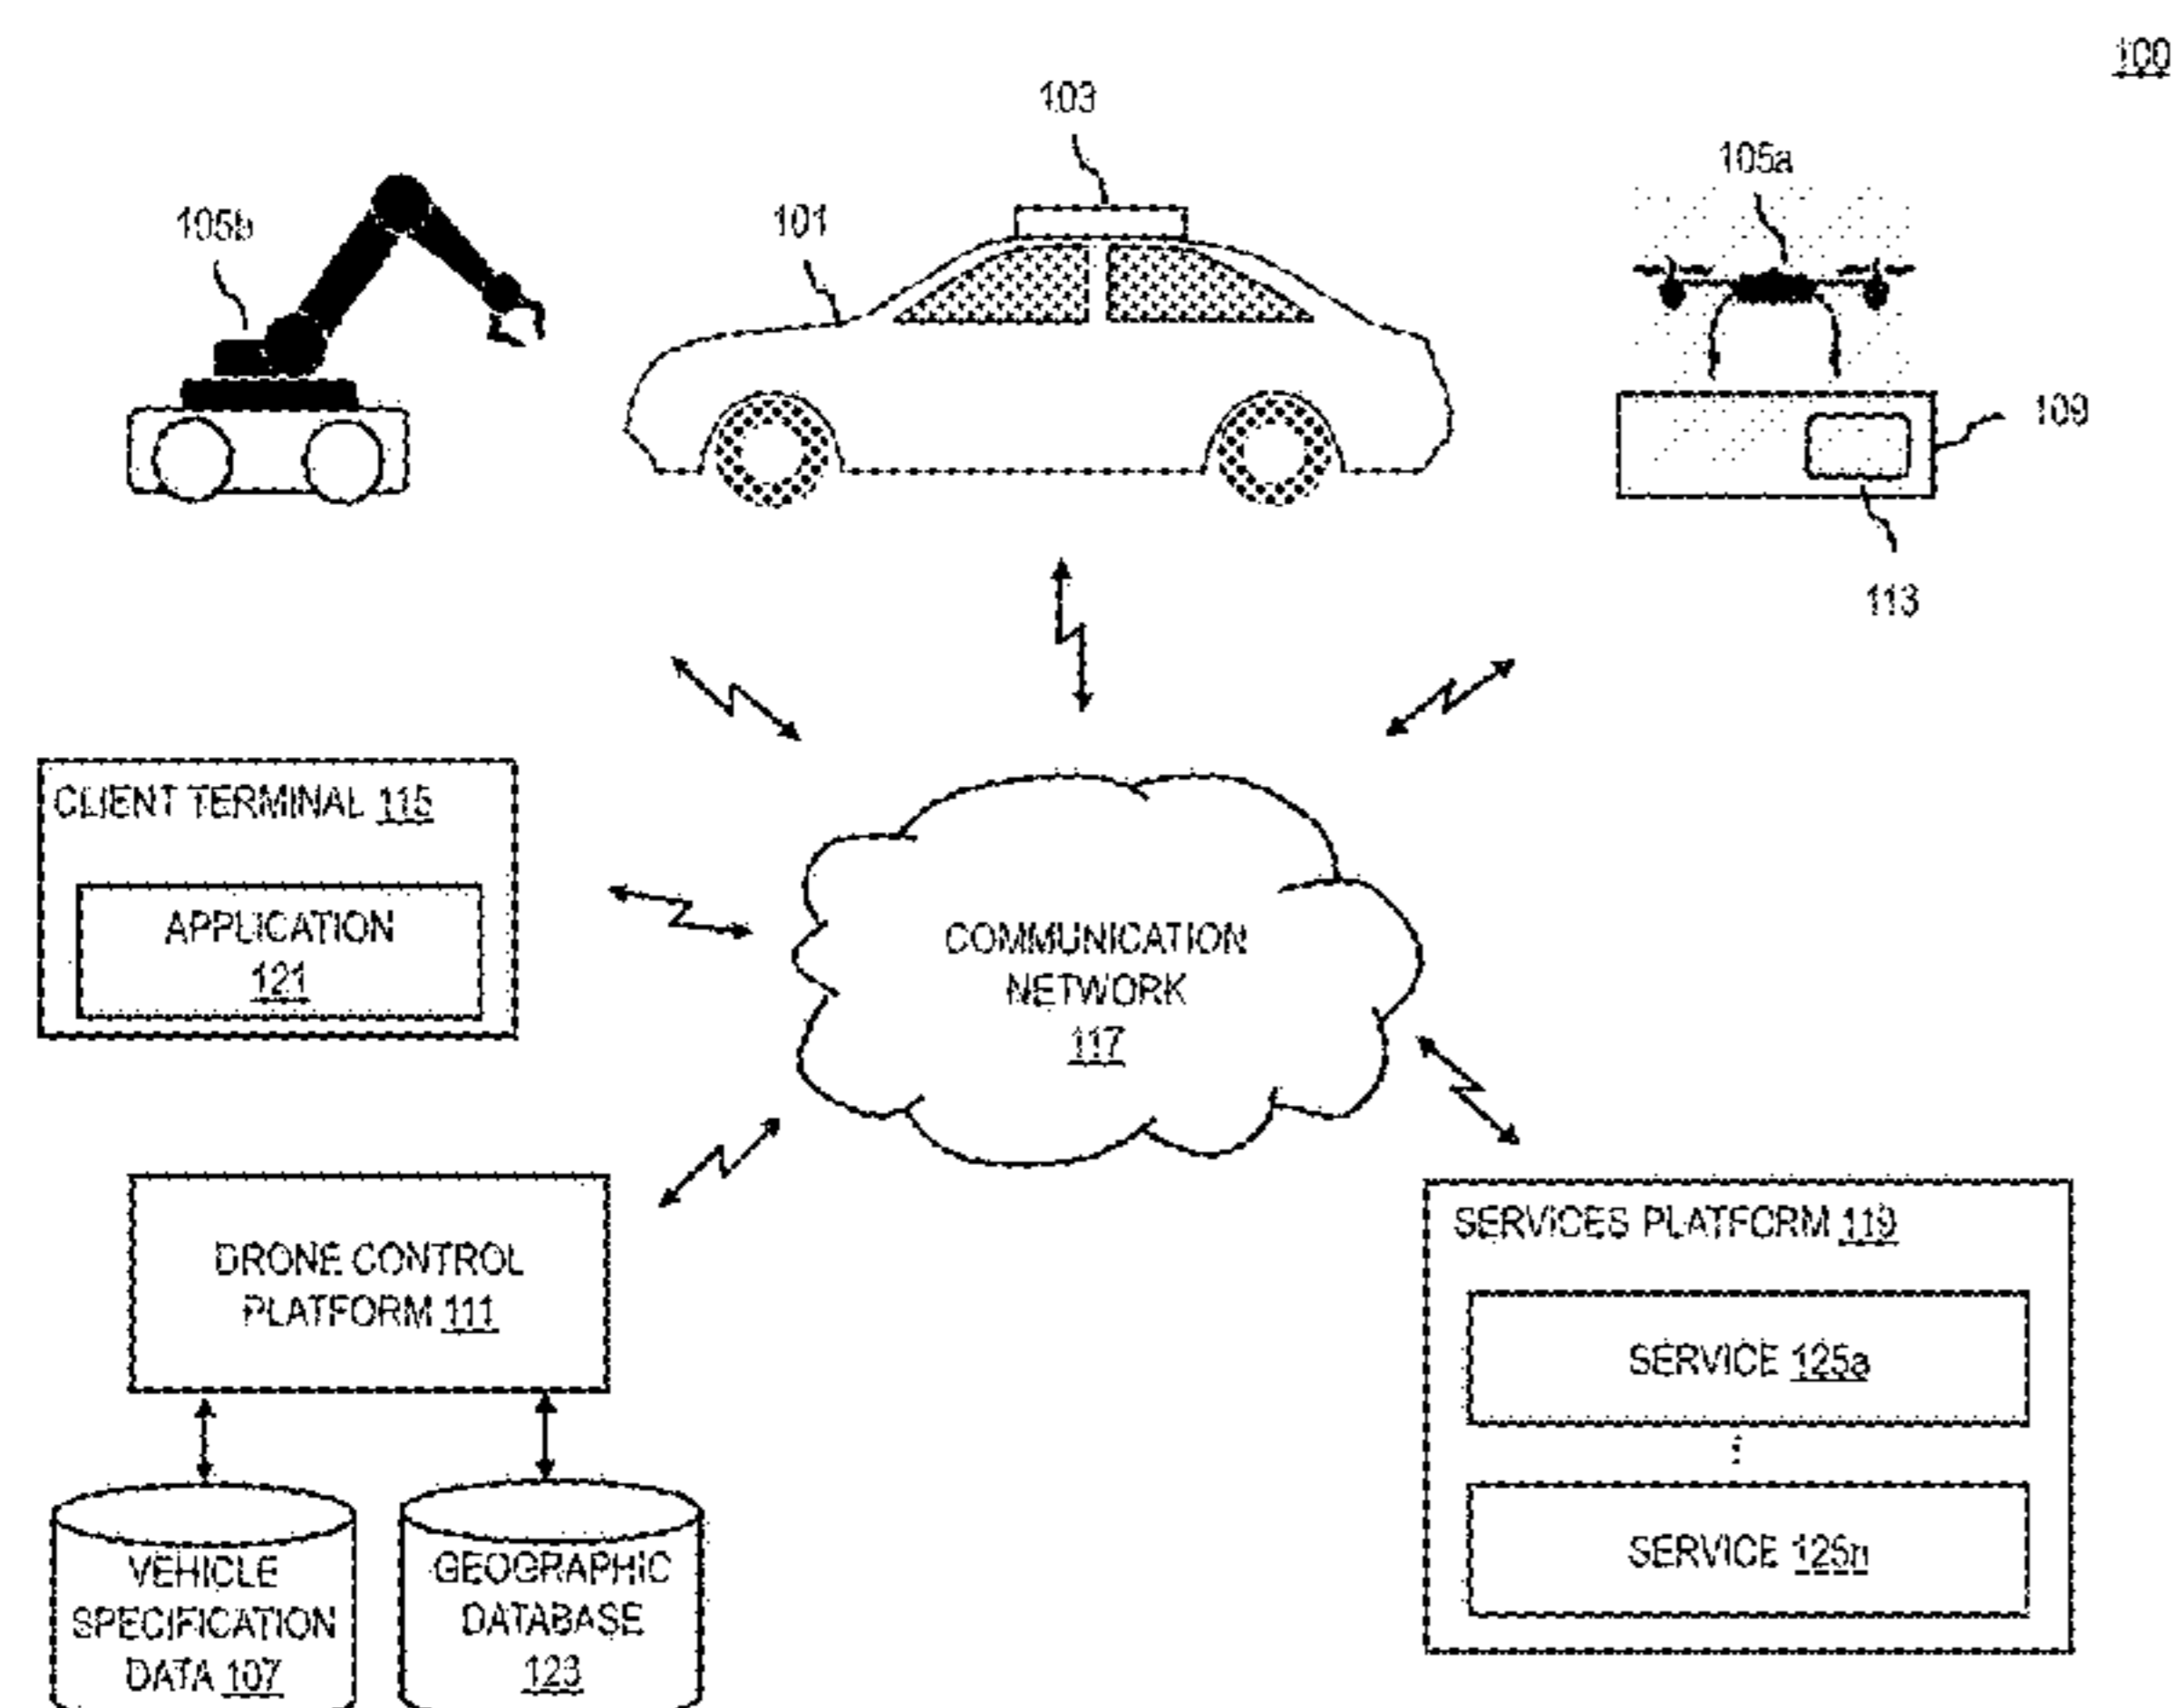 100
103
105a
105b
101
109
113
CLIENT TERMINAL 115
APPLICATION
121
COMMUNICATION
NETWORK
117
DRONE CONTROL
PLATFORM 111
SERVICES PLATFORM 119
SERVICE 125a
SERVICE 125n
VEHICLE
SPECIFICATION
DATA 107
GEOGRAPHIC
DATABASE
123